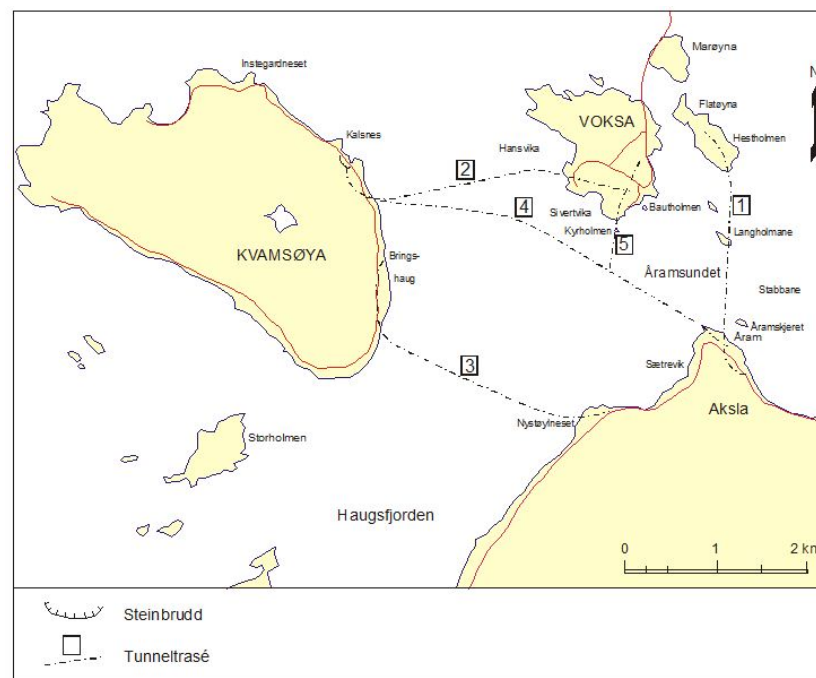 Marøyna
Instegardneset
N
Flatøyna
VOKSA
Kalsnes
Hestholmen
Hansvika
2
Sivertvika
Bautholmen
1
4
Kyrholmen
5
Langholmane
KVAMSØYA
Brings-
haug
Åramsundet
Stabbane
Åramskjeret
Åram
3
Sætrevik
Nystøylneset
Aksla
Storholmen
Haugsfjorden
0 1 2 km
Steinbrudd
Tunneltrasé